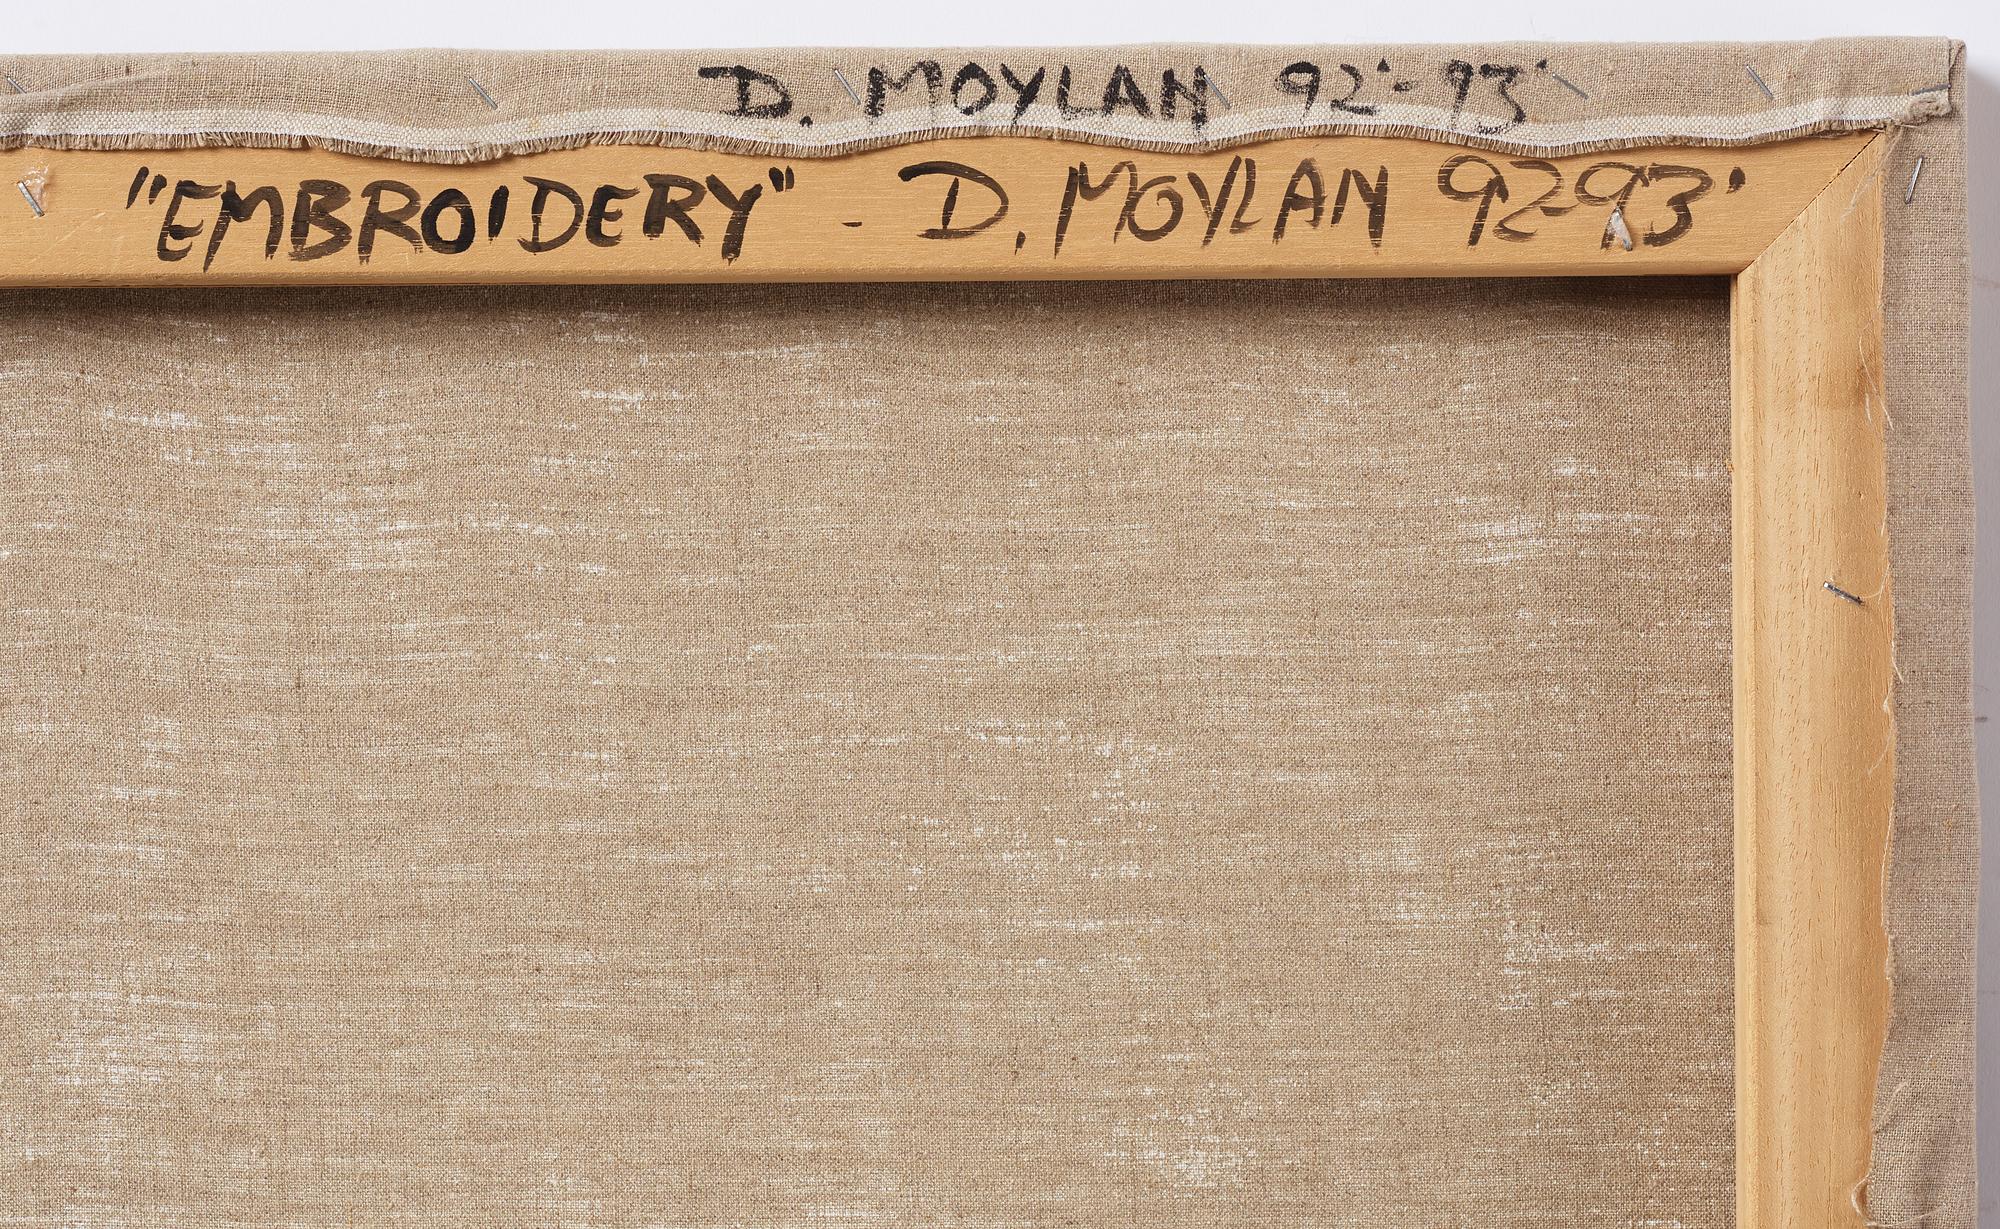 D. MOYLAN 92'-93'
"EMBROIDERY" - D. MOYLAN 92-93'